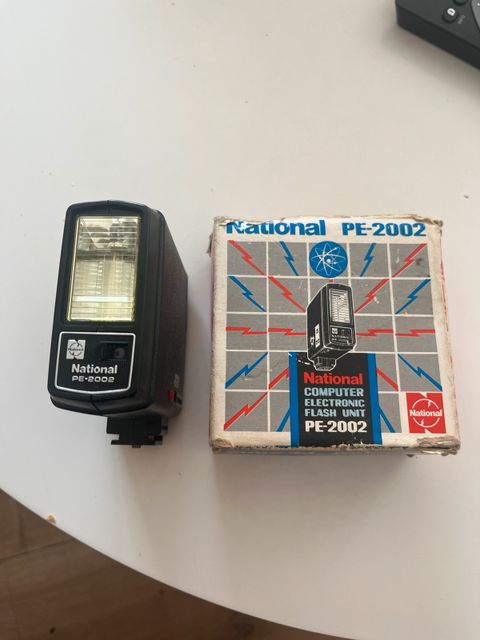 National
PE-2002
National PE-2002
National
COMPUTER
ELECTRONIC
FLASH UNIT
PE-2002
National